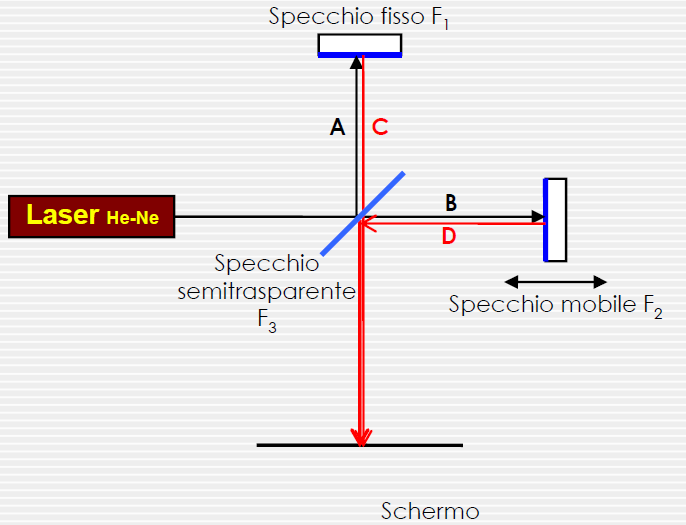 Specchio fisso F1
A
C
Laser He-Ne
B
D
Specchio
semitrasparente
F3
Specchio mobile F2
Schermo